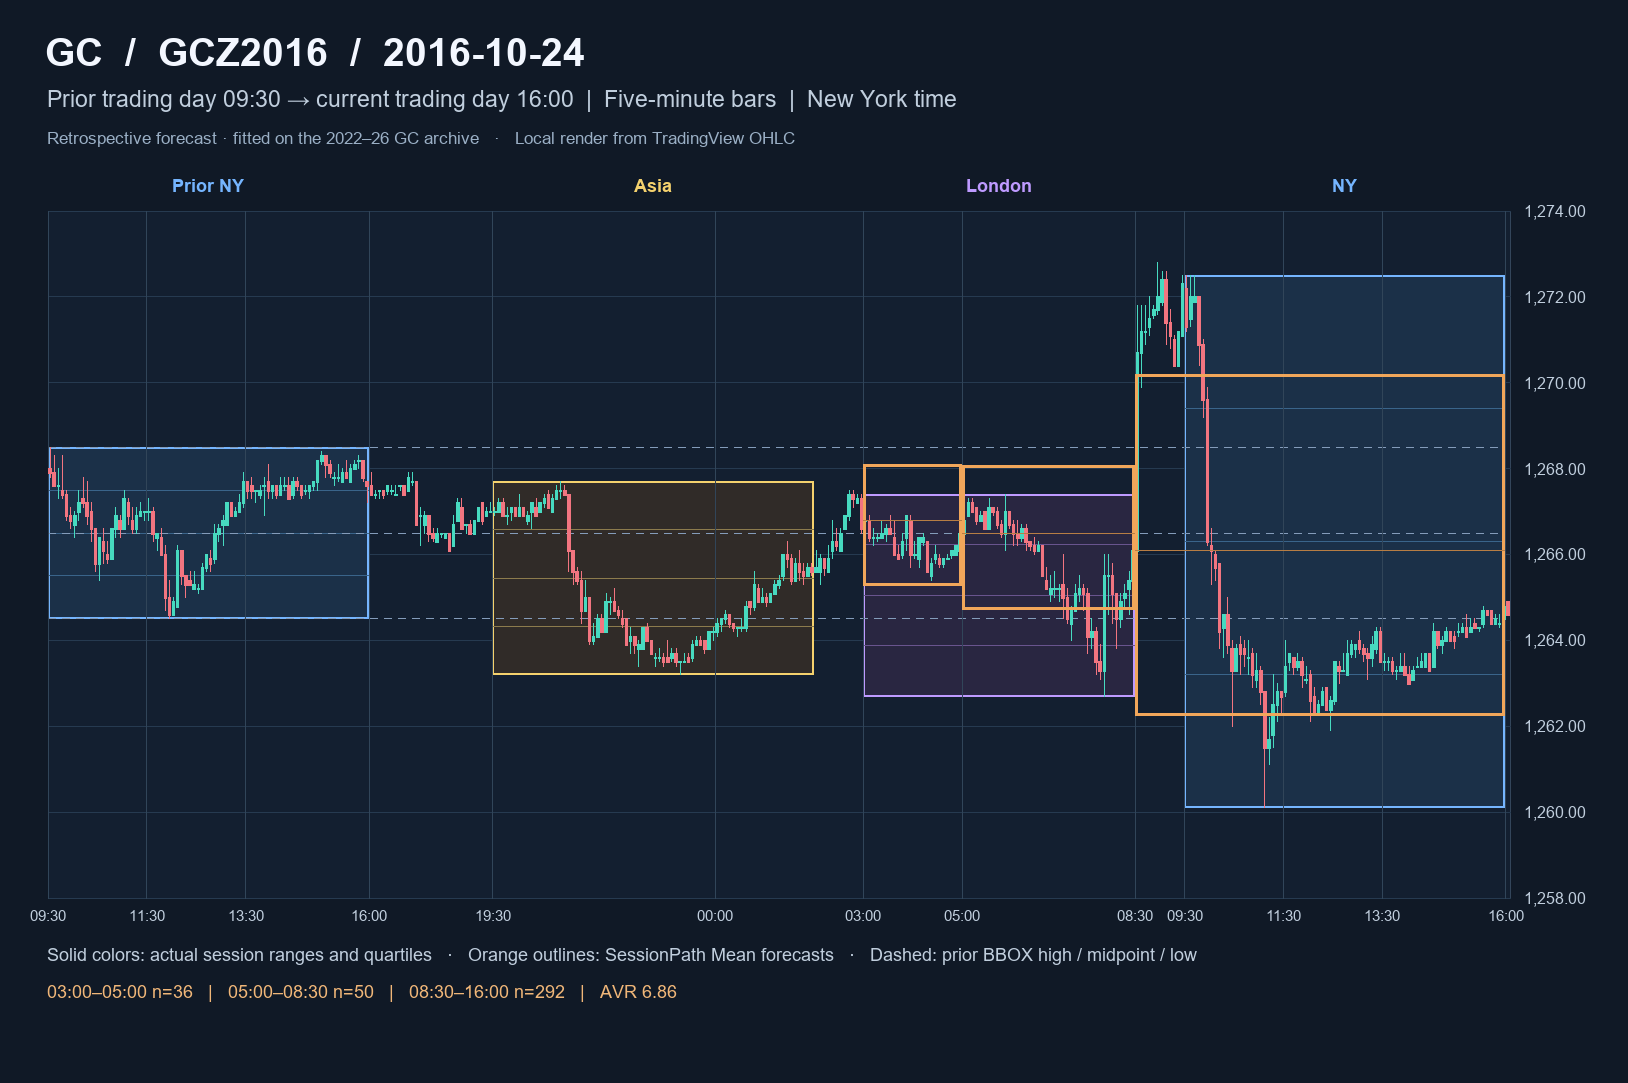 GC / GCZ2016 / 2016-10-24
Prior trading day 09:30 → current trading day 16:00 | Five-minute bars | New York time
Retrospective forecast · fitted on the 2022–26 GC archive · Local render from TradingView OHLC
Prior NY Asia London NY
1,274.00
1,272.00
1,270.00
1,268.00
1,266.00
1,264.00
1,262.00
1,260.00
1,258.00
09:30 11:30 13:30 16:00 19:30 00:00 03:00 05:00 08:30 09:30 11:30 13:30 16:00
Solid colors: actual session ranges and quartiles · Orange outlines: SessionPath Mean forecasts · Dashed: prior BBOX high / midpoint / low
03:00–05:00 n=36 | 05:00–08:30 n=50 | 08:30–16:00 n=292 | AVR 6.86